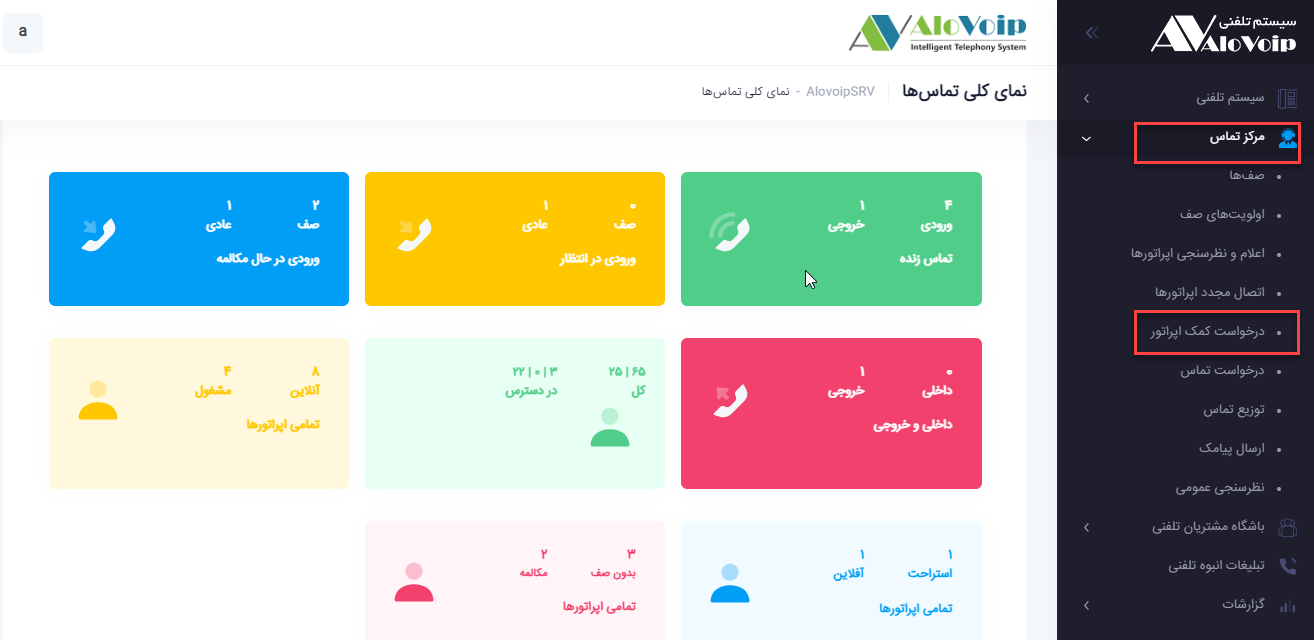 سیستم تلفنی
AloVoip
سیستم تلفنی
مرکز تماس
صف‌ها
اولویت‌های صف
اعلام و نظرسنجی اپراتورها
اتصال مجدد اپراتورها
درخواست کمک اپراتور
درخواست تماس
توزیع تماس
ارسال پیامک
نظرسنجی عمومی
باشگاه مشتریان تلفنی
تبلیغات انبوه تلفنی
گزارشات
AloVoip
Intelligent Telephony System
a
نمای کلی تماس‌ها
AlovoipSRV - نمای کلی تماس‌ها
۴ ۱
ورودی خروجی
تماس زنده
۰ ۱
صف عادی
ورودی در انتظار
۲ ۱
صف عادی
ورودی در حال مکالمه
۰ ۱
داخلی خروجی
داخلی و خروجی
۶۵ | ۲۵ ۳ | ۰ | ۲۲
کل در دسترس
۸ ۴
آنلاین مشغول
تمامی اپراتورها
۱ ۱
استراحت آفلاین
تمامی اپراتورها
۳ ۲
بدون صف مکالمه
تمامی اپراتورها